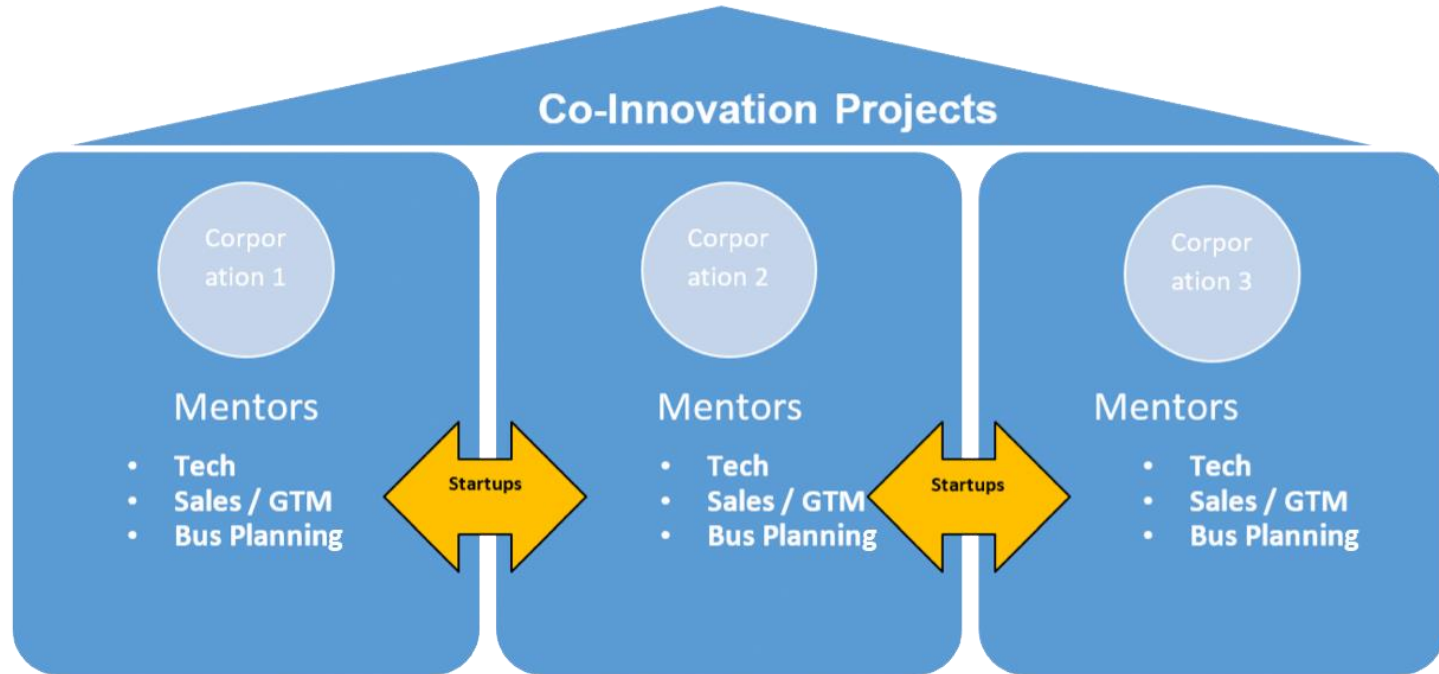 Co-Innovation Projects
Corpor
ation 1
Mentors
• Tech
• Sales / GTM
• Bus Planning
Startups
Corpor
ation 2
Mentors
• Tech
• Sales / GTM
• Bus Planning
Startups
Corpor
ation 3
Mentors
• Tech
• Sales / GTM
• Bus Planning